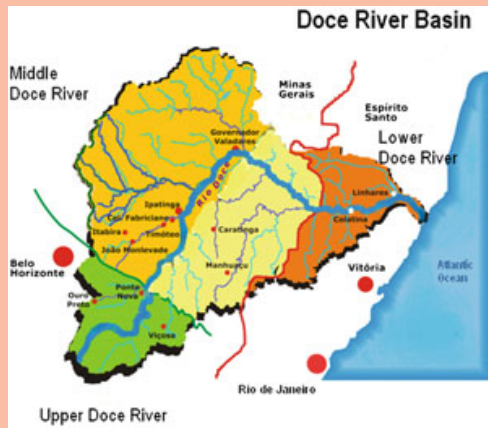 Doce River Basin
Middle
Doce River
Minas
Gerais
Espírito
Santo
Lower
Doce River
Governador
Valadares
Rio Doce
Linhares
Colatina
Ipatinga
Cel. Fabriciano
Timóteo
Itabira
João Monlevade
Caratinga
Manhuaçu
Belo
Horizonte
Ponte
Nova
Ouro
Preto
Viçosa
Vitória
Atlantic
Ocean
Rio de Janeiro
Upper Doce River